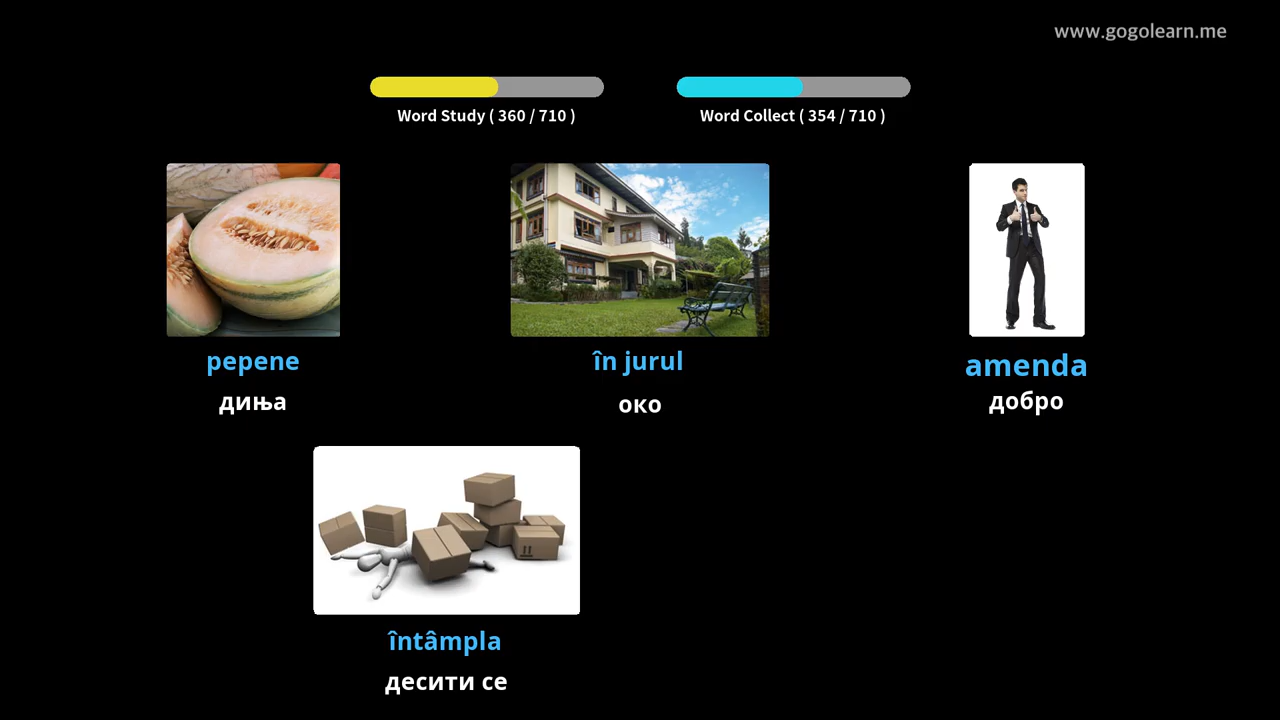 www.gogolearn.me
Word Study ( 360 / 710 )
Word Collect ( 354 / 710 )
pepene
în jurul
amenda
диња
око
добро
întâmpla
десити се